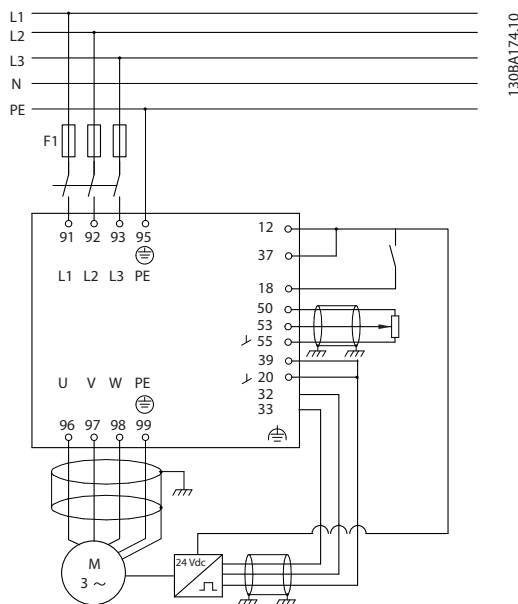 L1
L2
L3
N
PE
130BA174.10
F1
91 92 93 95
L1 L2 L3 PE
12
37
18
50
53
55
39
20
32
33
U V W PE
96 97 98 99
M
3 ~
24 Vdc